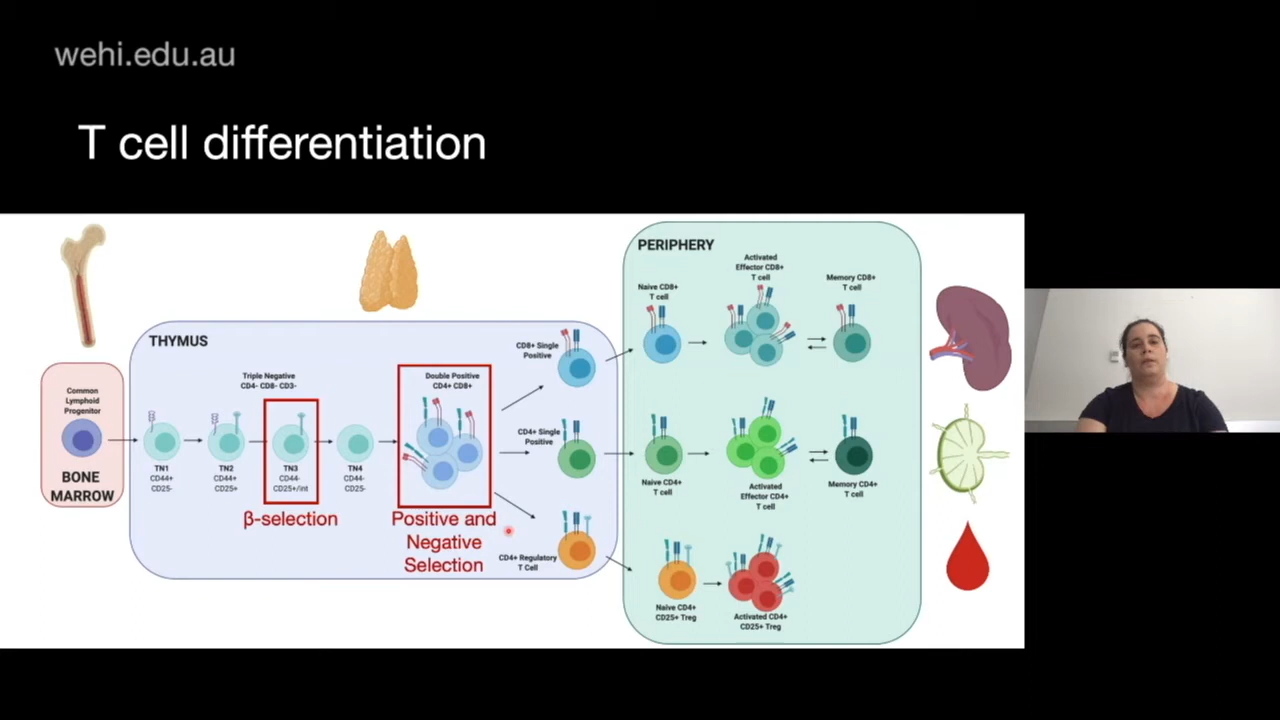 wehi.edu.au
T cell differentiation
Common
Lymphoid
Progenitor
BONE
MARROW
THYMUS
Triple Negative
CD4- CD8- CD3-
TN1
CD44+
CD25-
TN2
CD44+
CD25+
TN3
CD44-
CD25+/int
TN4
CD44-
CD25-
β-selection
Double Positive
CD4+ CD8+
Positive and
Negative
Selection
CD8+ Single
Positive
CD4+ Single
Positive
CD4+ Regulatory
T Cell
PERIPHERY
Naive CD8+
T cell
Activated
Effector CD8+
T cell
Memory CD8+
T cell
Naive CD4+
T cell
Activated
Effector CD4+
T cell
Memory CD4+
T cell
Naive CD4+
CD25+ Treg
Activated CD4+
CD25+ Treg